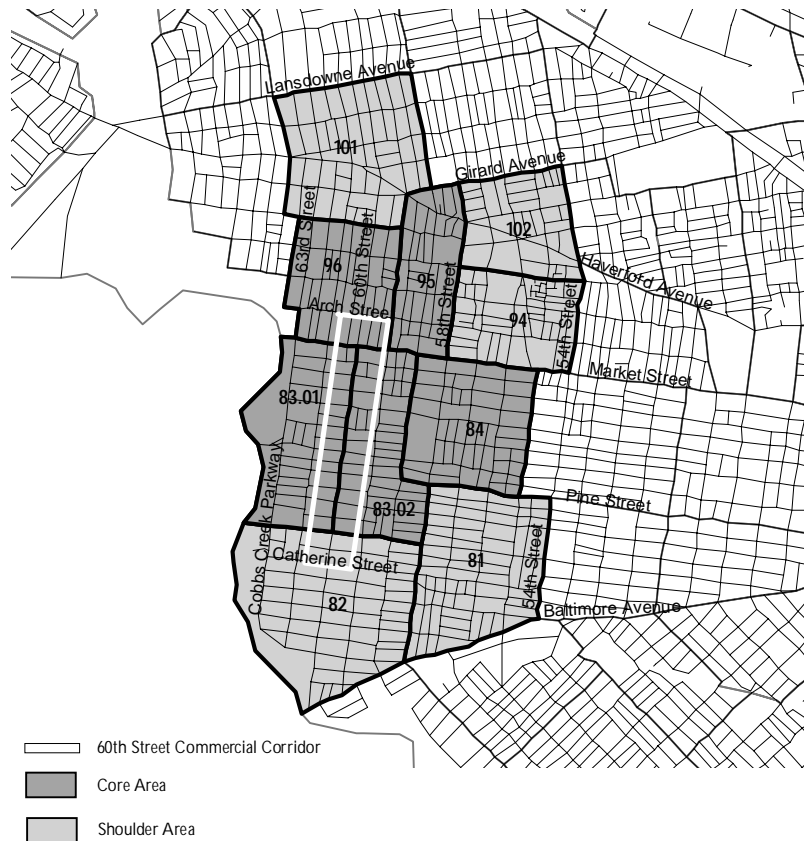 Lansdowne Avenue
101
Girard Avenue
63rd Street
60th Street
102
96
95
Haverford Avenue
Arch Stree
58th Street
94
54th Street
Market Street
83.01
84
Cobbs Creek Parkway
83.02
Pine Street
Catherine Street
81
54th Street
82
Baltimore Avenue
60th Street Commercial Corridor
Core Area
Shoulder Area